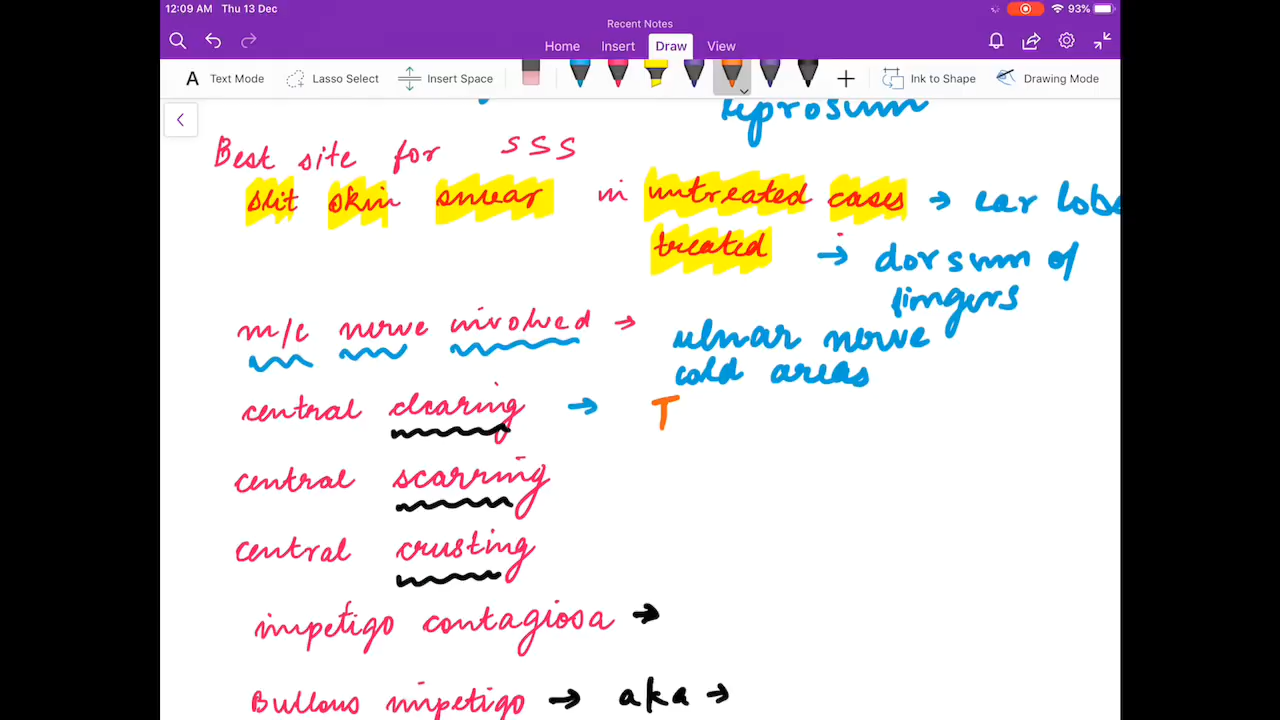 12:09 AM Thu 13 Dec 93%
Recent Notes
Home Insert Draw View
A Text Mode Lasso Select Insert Space Ink to Shape Drawing Mode
leprosum
Best site for SSS
slit skin smear in untreated cases → ear lobe
treated → dorsum of
fingers
m/c nerve involved → ulnar nerve
cold areas
central clearing → T
central scarring
central crusting
impetigo contagiosa →
Bullous impetigo → aka →